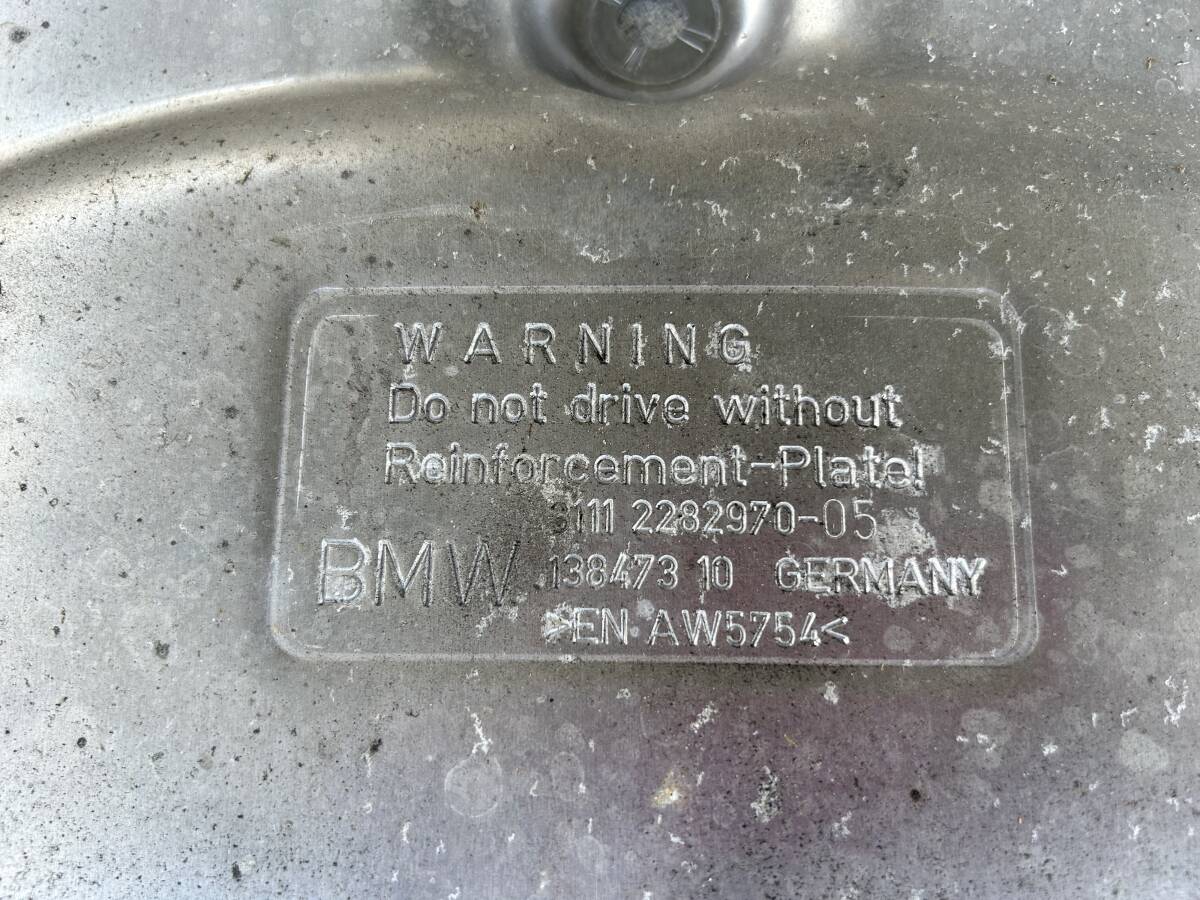 WARNING
Do not drive without
Reinforcement-Plate!
3111 2282970-05
BMW 138473 10 GERMANY
>EN AW5754<